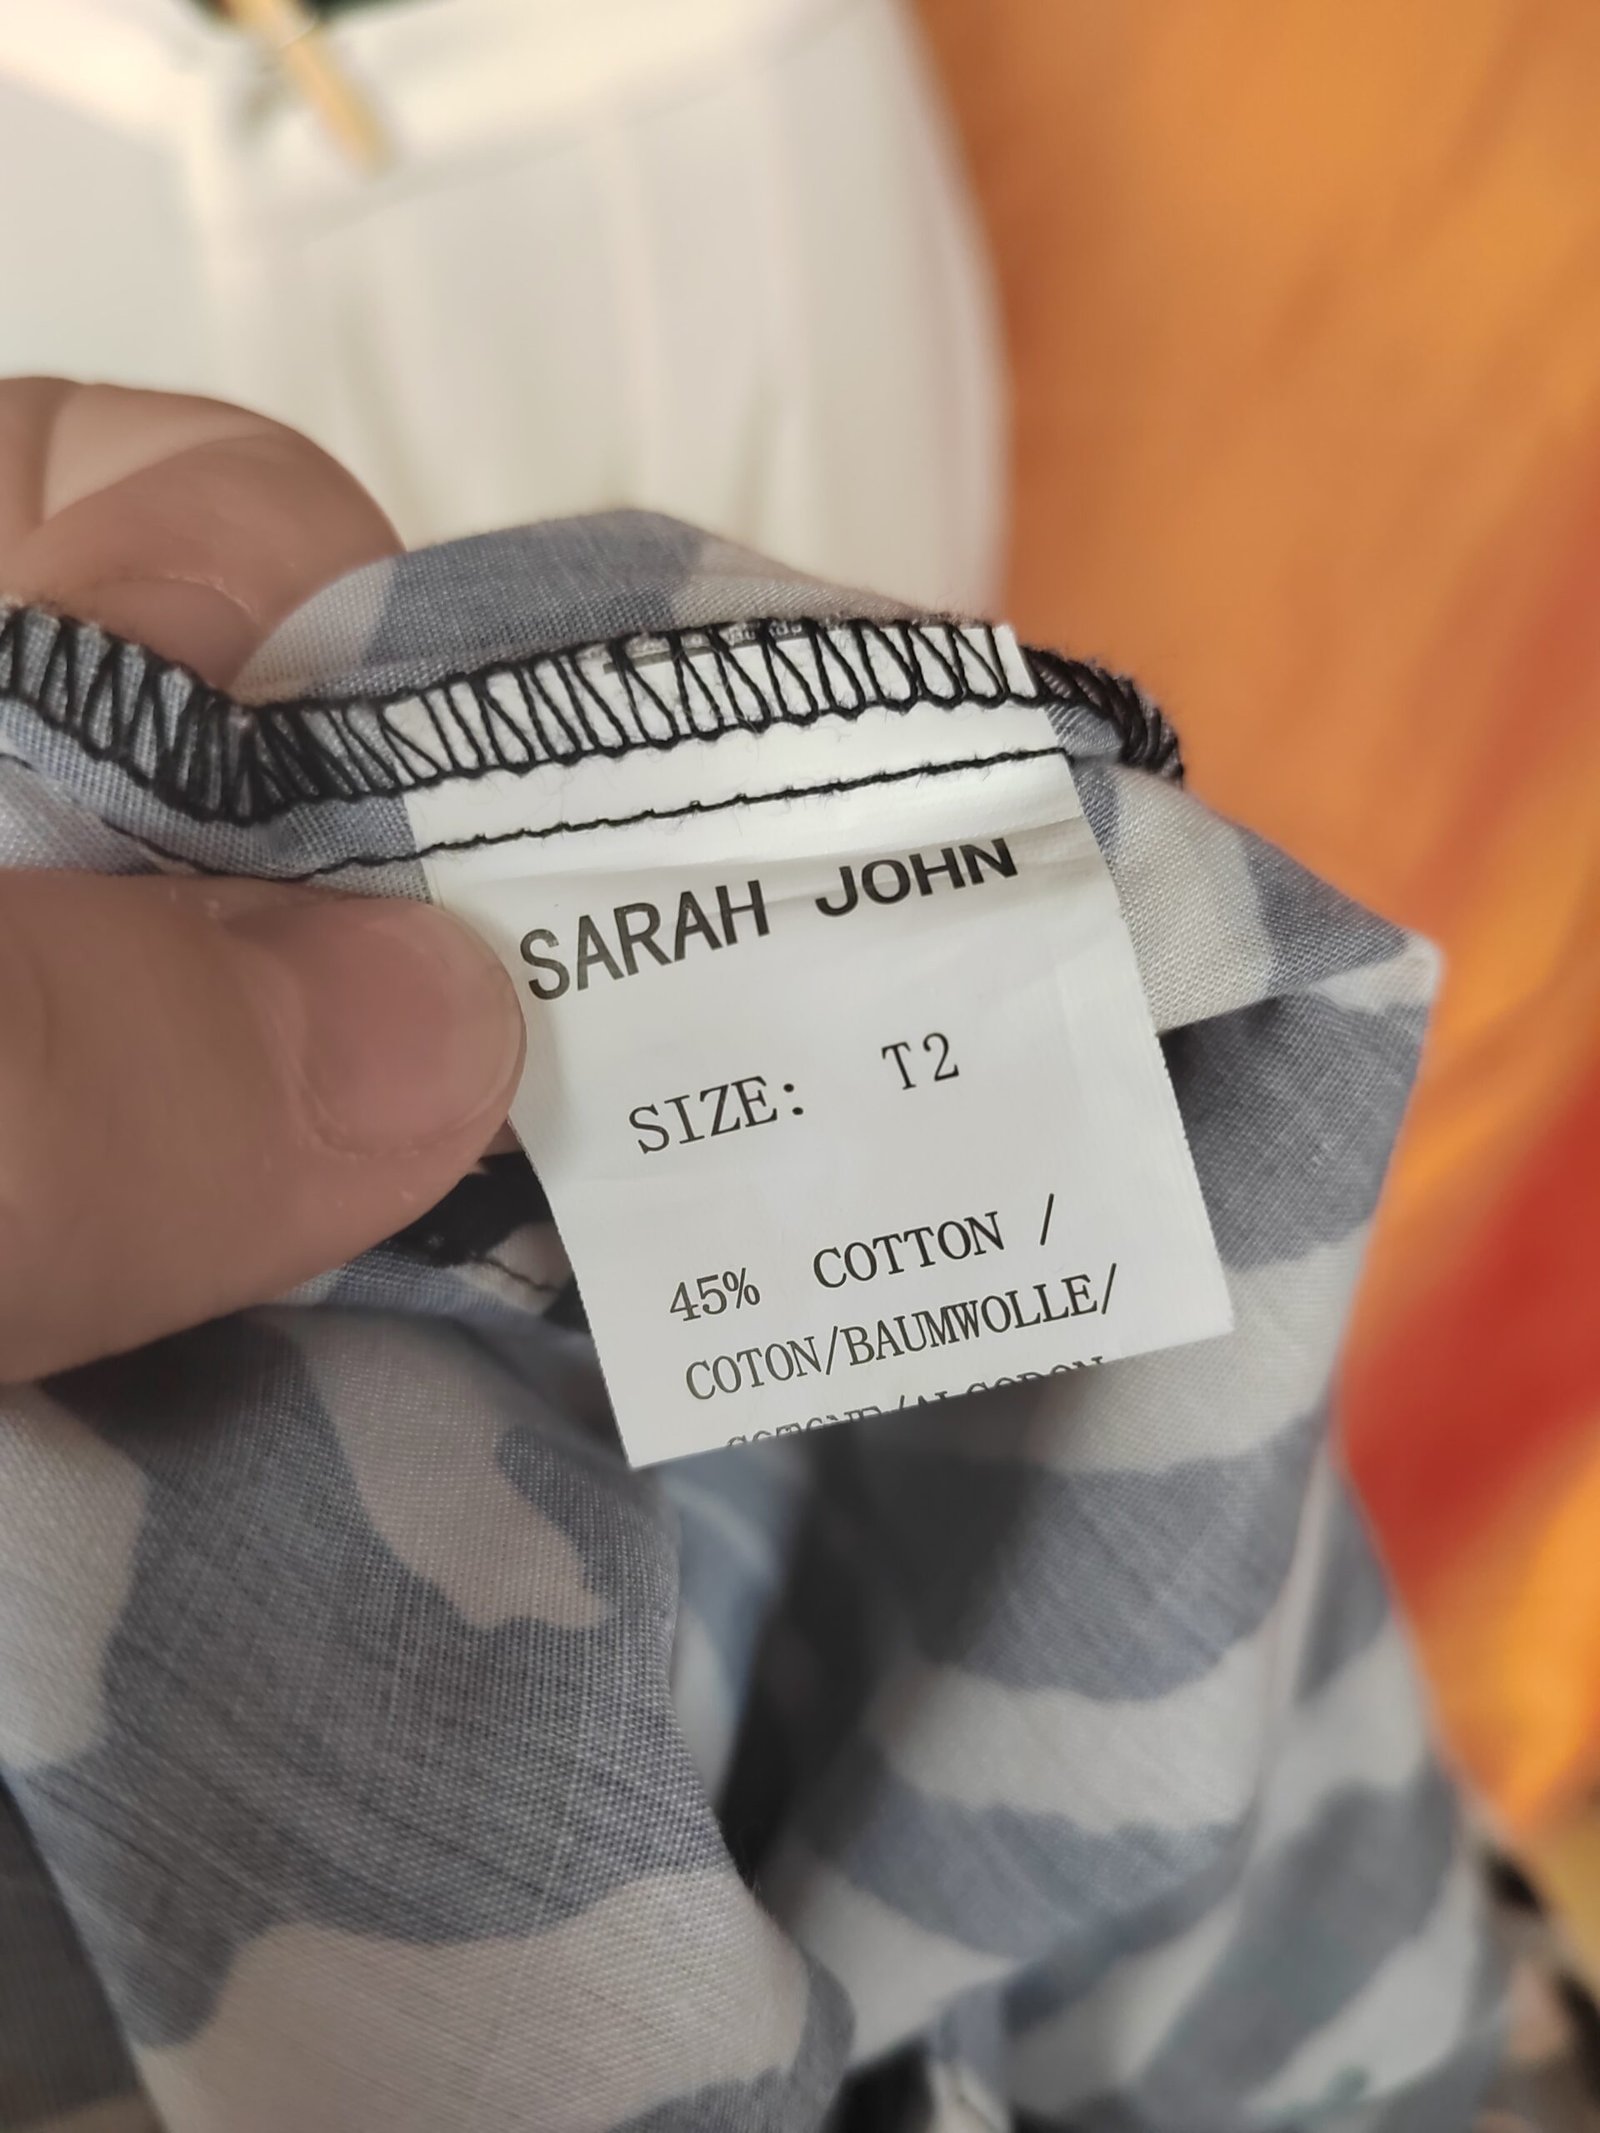 SARAH JOHN
SIZE: T2
45% COTTON /
COTON/BAUMWOLLE/